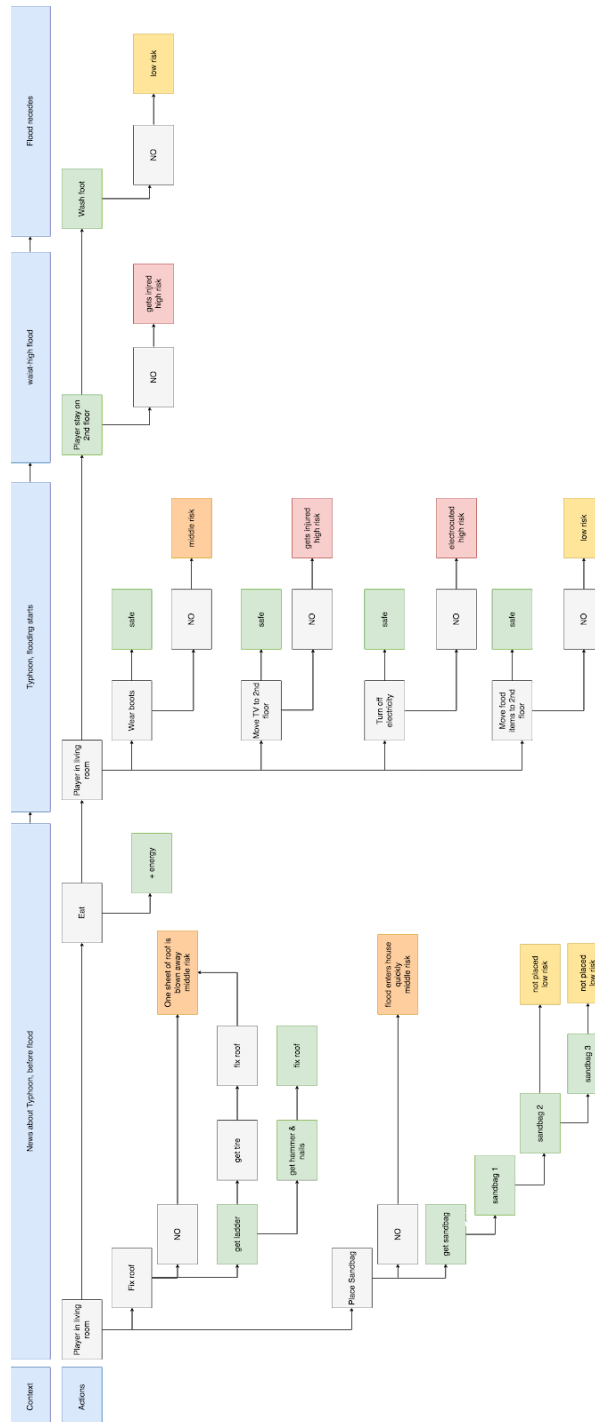 Context
News about Typhoon, before flood
Typhoon, flooding starts
waist-high flood
Flood recedes
Actions
Player in living
room
Eat
Player in living
room
Player stay on
2nd floor
Wash foot
Fix roof
NO
One sheet of roof is
blown away
middle risk
get ladder
get tire
fix roof
get hammer &
nails
fix roof
+ energy
Place Sandbag
NO
flood enters house
quickly
middle risk
get sandbag
sandbag 1
sandbag 2
not placed
low risk
sandbag 3
not placed
low risk
Wear boots
safe
NO
middle risk
Move TV to 2nd
floor
safe
NO
gets injured
high risk
Turn off
electricity
safe
NO
electrocuted
high risk
Move food
items to 2nd
floor
safe
NO
low risk
NO
gets injred
high risk
NO
low risk